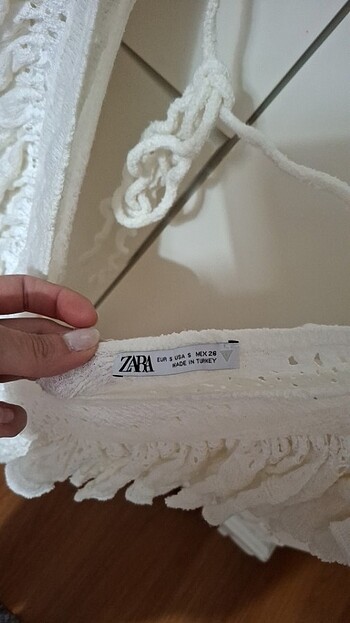 ZARA
EUR S USA S MEX 26
MADE IN TURKEY